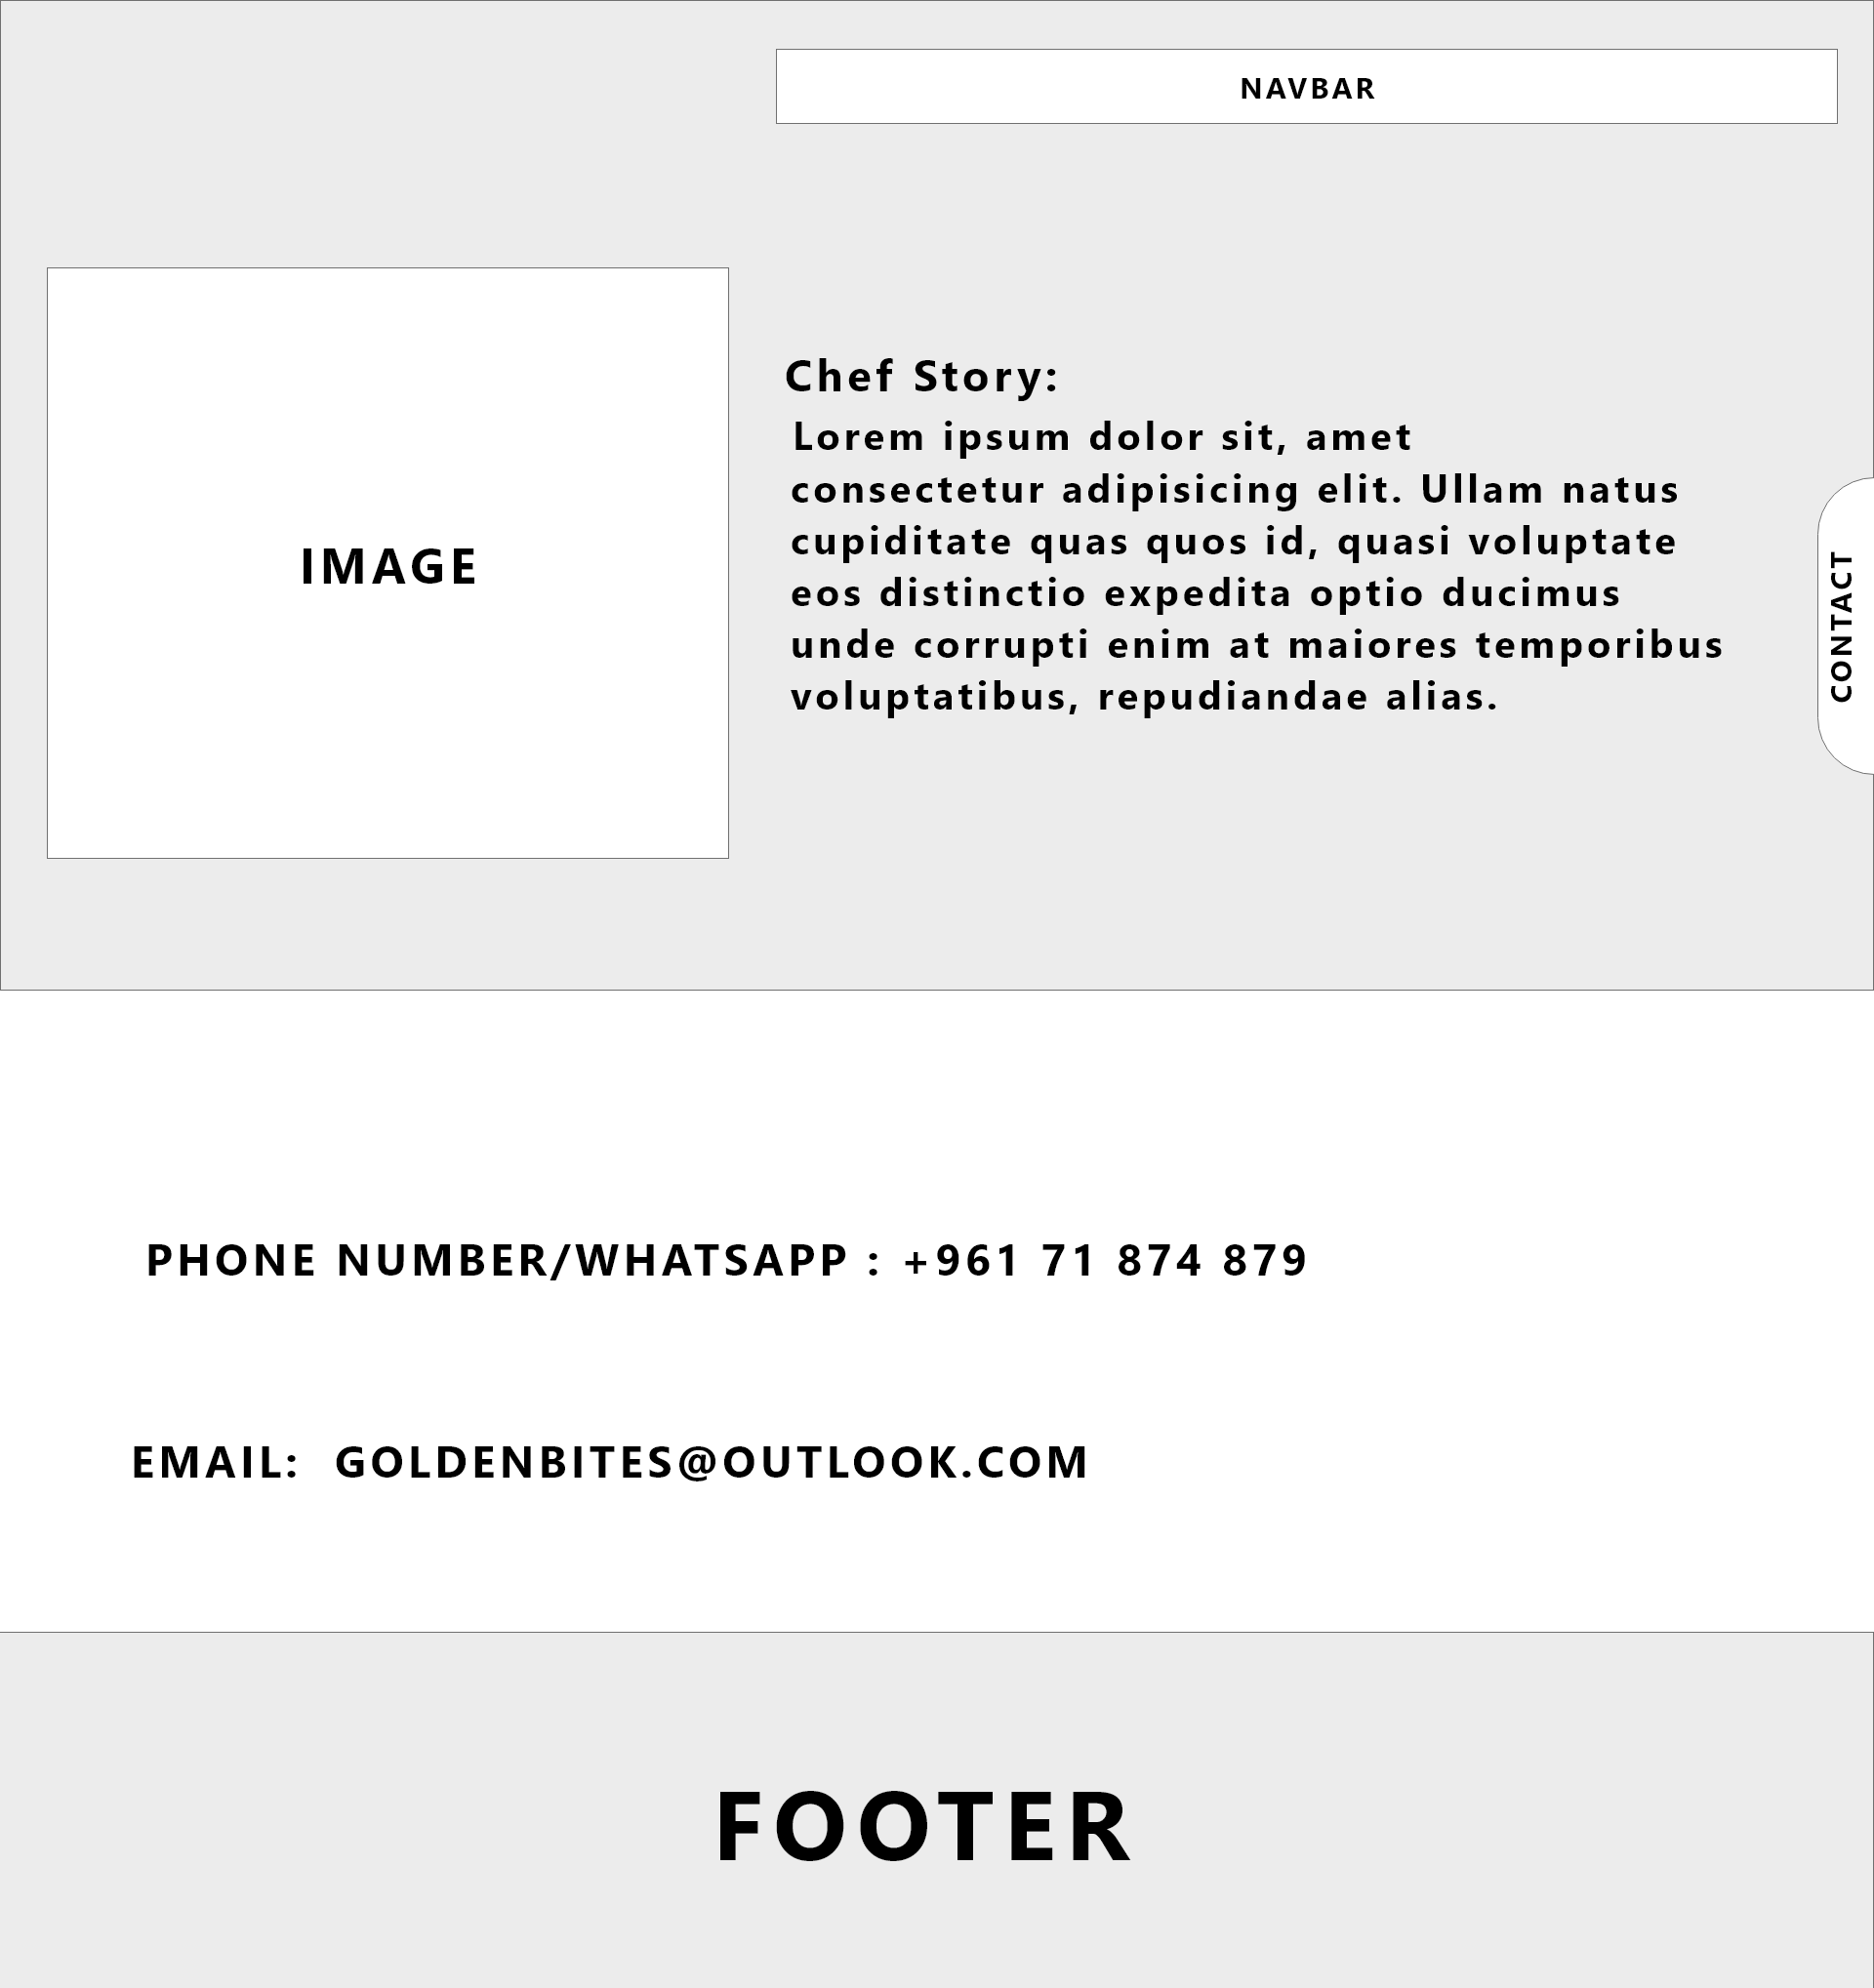 NAVBAR
IMAGE
Chef Story:
Lorem ipsum dolor sit, amet
consectetur adipisicing elit. Ullam natus
cupiditate quas quos id, quasi voluptate
eos distinctio expedita optio ducimus
unde corrupti enim at maiores temporibus
voluptatibus, repudiandae alias.
CONTACT
PHONE NUMBER/WHATSAPP : +961 71 874 879
EMAIL:  GOLDENBITES@OUTLOOK.COM
FOOTER